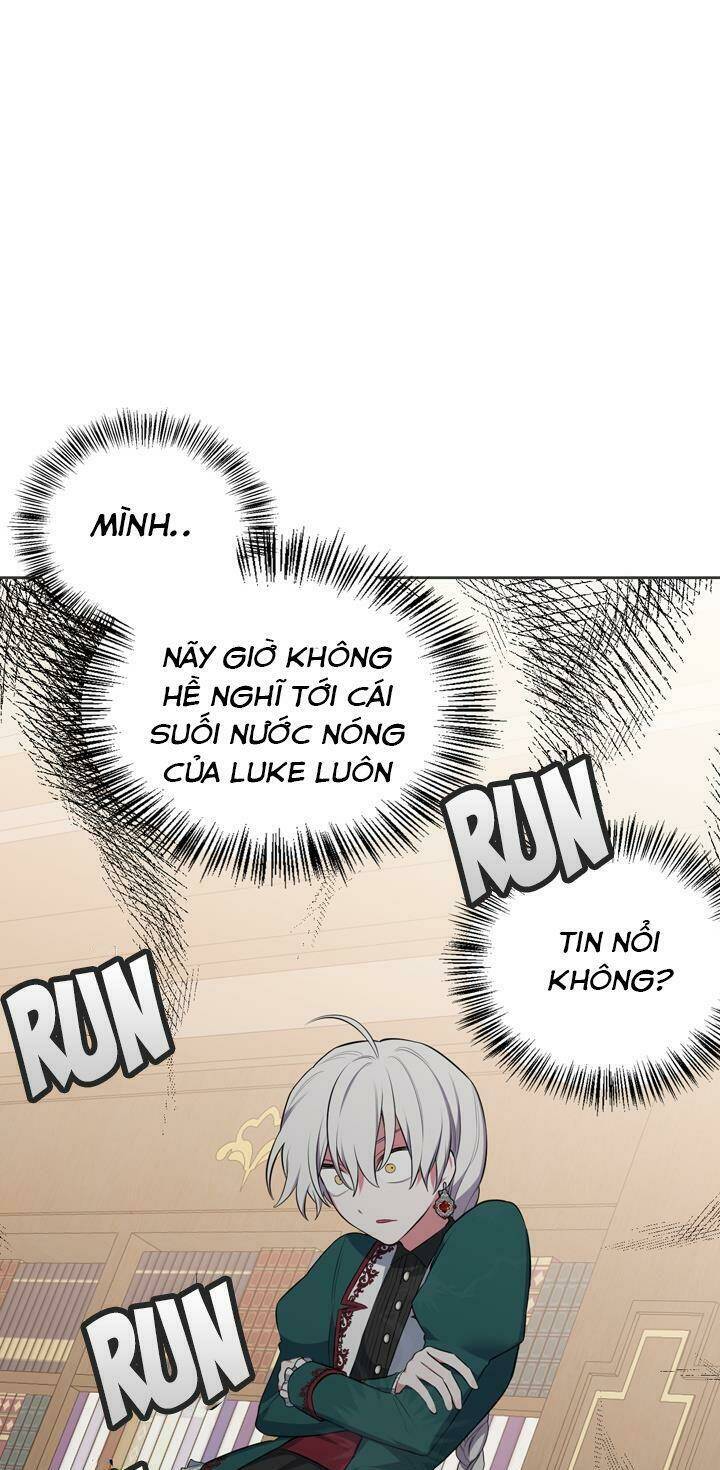 MÌNH..
NÃY GIỜ KHÔNG
HỀ NGHĨ TỚI CÁI
SUỐI NƯỚC NÓNG
CỦA LUKE LUÔN
RUN
TIN NỔI
KHÔNG?
RUN
RUN